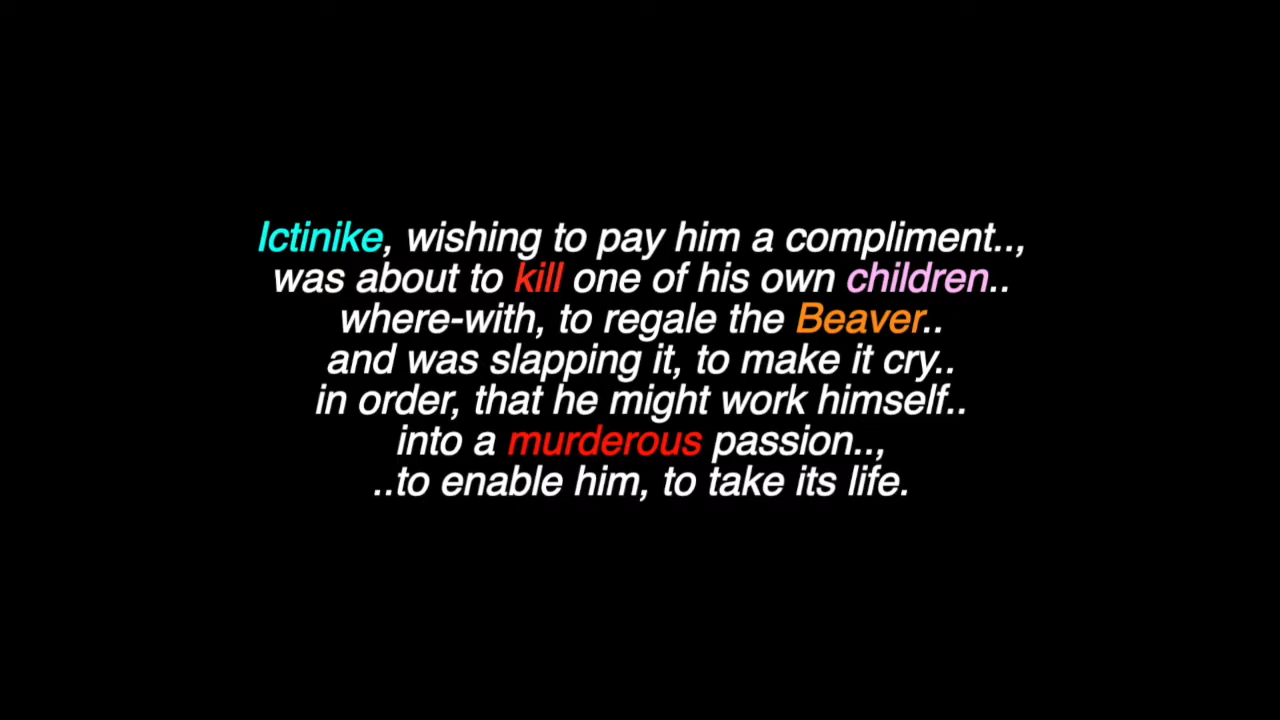 Ictinike, wishing to pay him a compliment..,
was about to kill one of his own children..
where-with, to regale the Beaver..
and was slapping it, to make it cry..
in order, that he might work himself..
into a murderous passion..,
..to enable him, to take its life.